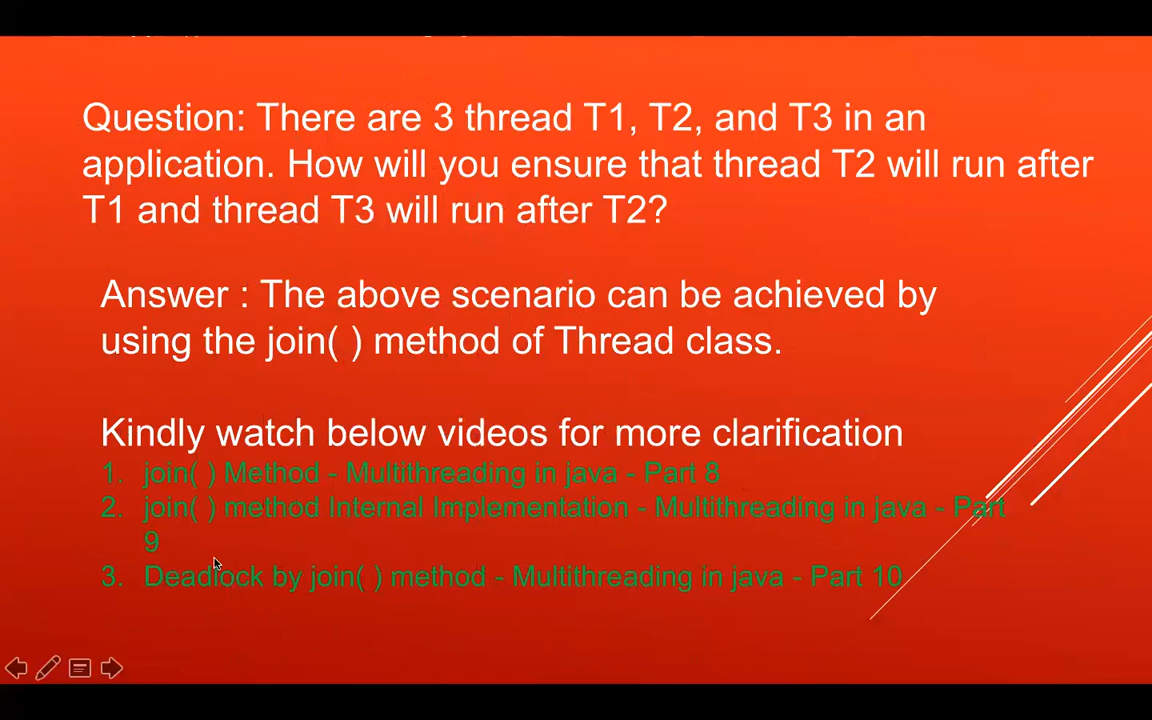 Question: There are 3 thread T1, T2, and T3 in an
application. How will you ensure that thread T2 will run after
T1 and thread T3 will run after T2?
Answer : The above scenario can be achieved by
using the join( ) method of Thread class.
Kindly watch below videos for more clarification
1. join( ) Method - Multithreading in java - Part 8
2. join( ) method Internal Implementation - Multithreading in java - Part
9
3. Deadlock by join( ) method - Multithreading in java - Part 10